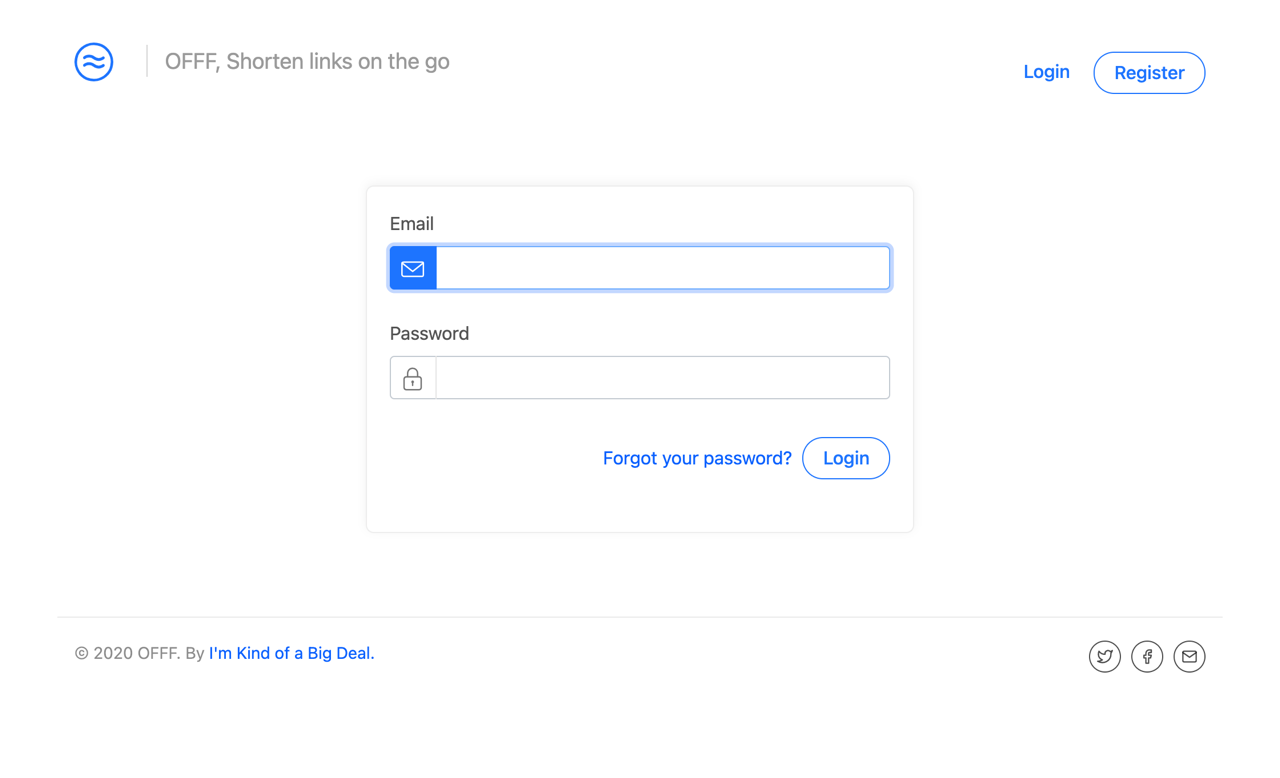 OFFF, Shorten links on the go
Login
Register
Email
Password
Forgot your password?
Login
© 2020 OFFF. By I'm Kind of a Big Deal.